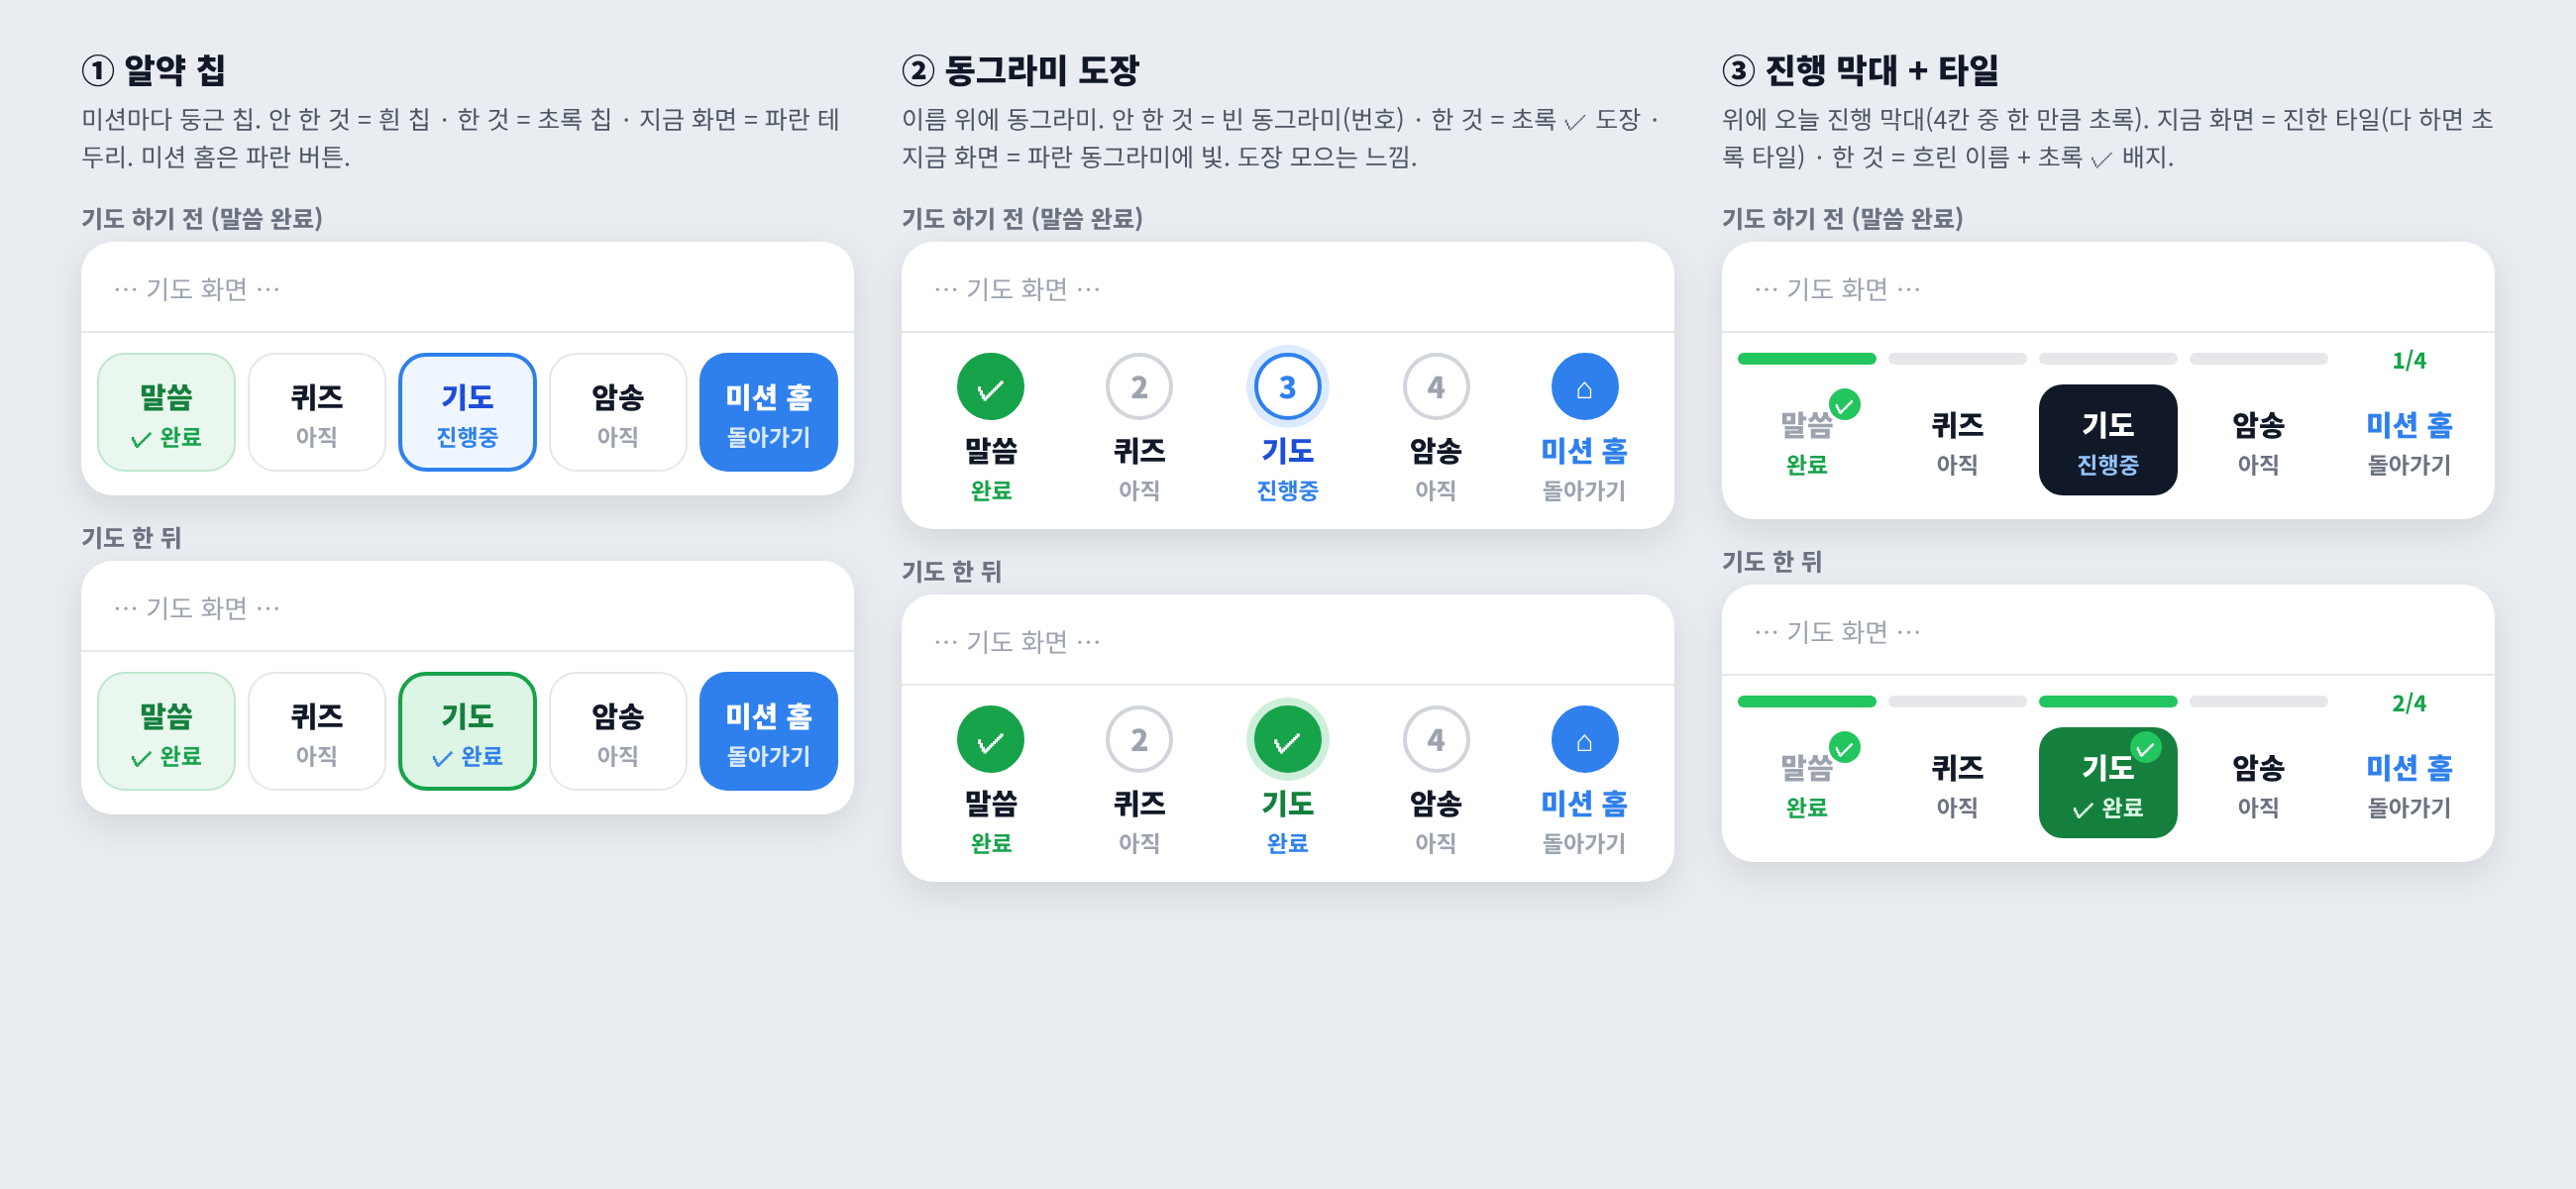 ① 알약 칩
미션마다 둥근 칩. 안 한 것 = 흰 칩 · 한 것 = 초록 칩 · 지금 화면 = 파란 테
두리. 미션 홈은 파란 버튼.
기도 하기 전 (말씀 완료)
··· 기도 화면 ···
말씀 퀴즈 기도 암송 미션 홈
✓ 완료 아직 진행중 아직 돌아가기
기도 한 뒤
··· 기도 화면 ···
말씀 퀴즈 기도 암송 미션 홈
✓ 완료 아직 ✓ 완료 아직 돌아가기
② 동그라미 도장
이름 위에 동그라미. 안 한 것 = 빈 동그라미(번호) · 한 것 = 초록 ✓ 도장 ·
지금 화면 = 파란 동그라미에 빛. 도장 모으는 느낌.
기도 하기 전 (말씀 완료)
··· 기도 화면 ···
✓ 2 3 4 ⌂
말씀 퀴즈 기도 암송 미션 홈
완료 아직 진행중 아직 돌아가기
기도 한 뒤
··· 기도 화면 ···
✓ 2 ✓ 4 ⌂
말씀 퀴즈 기도 암송 미션 홈
완료 아직 완료 아직 돌아가기
③ 진행 막대 + 타일
위에 오늘 진행 막대(4칸 중 한 만큼 초록). 지금 화면 = 진한 타일(다 하면 초
록 타일) · 한 것 = 흐린 이름 + 초록 ✓ 배지.
기도 하기 전 (말씀 완료)
··· 기도 화면 ···
1/4
말씀 ✓ 퀴즈 기도 암송 미션 홈
완료 아직 진행중 아직 돌아가기
기도 한 뒤
··· 기도 화면 ···
2/4
말씀 ✓ 퀴즈 기도 ✓ 암송 미션 홈
완료 아직 ✓ 완료 아직 돌아가기